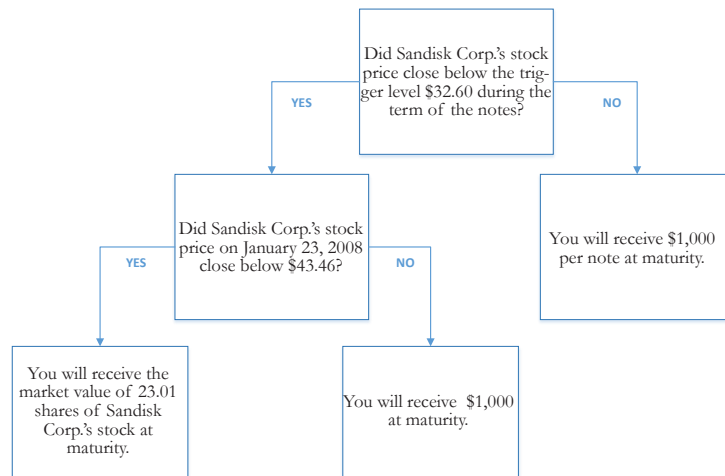 Did Sandisk Corp.'s stock
price close below the trig-
ger level $32.60 during the
term of the notes?
YES
NO
Did Sandisk Corp.'s stock
price on January 23, 2008
close below $43.46?
You will receive $1,000
per note at maturity.
YES
NO
You will receive the
market value of 23.01
shares of Sandisk
Corp.'s stock at
maturity.
You will receive $1,000
at maturity.